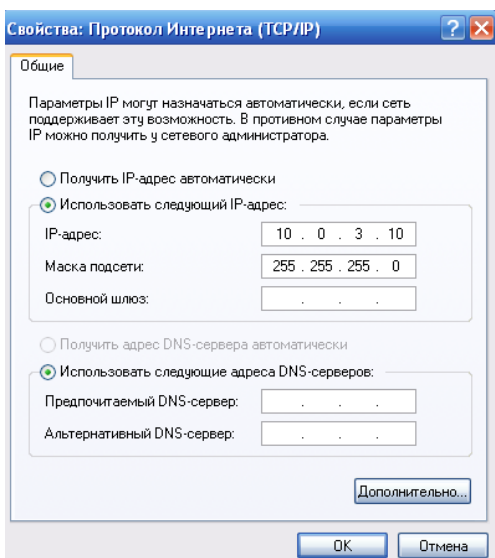 Свойства: Протокол Интернета (TCP/IP)
Общие
Параметры IP могут назначаться автоматически, если сеть
поддерживает эту возможность. В противном случае параметры
IP можно получить у сетевого администратора.
Получить IP-адрес автоматически
Использовать следующий IP-адрес:
IP-адрес: 10 . 0 . 3 . 10
Маска подсети: 255 . 255 . 255 . 0
Основной шлюз: . . .
Получить адрес DNS-сервера автоматически
Использовать следующие адреса DNS-серверов:
Предпочитаемый DNS-сервер: . . .
Альтернативный DNS-сервер: . . .
Дополнительно...
OK Отмена